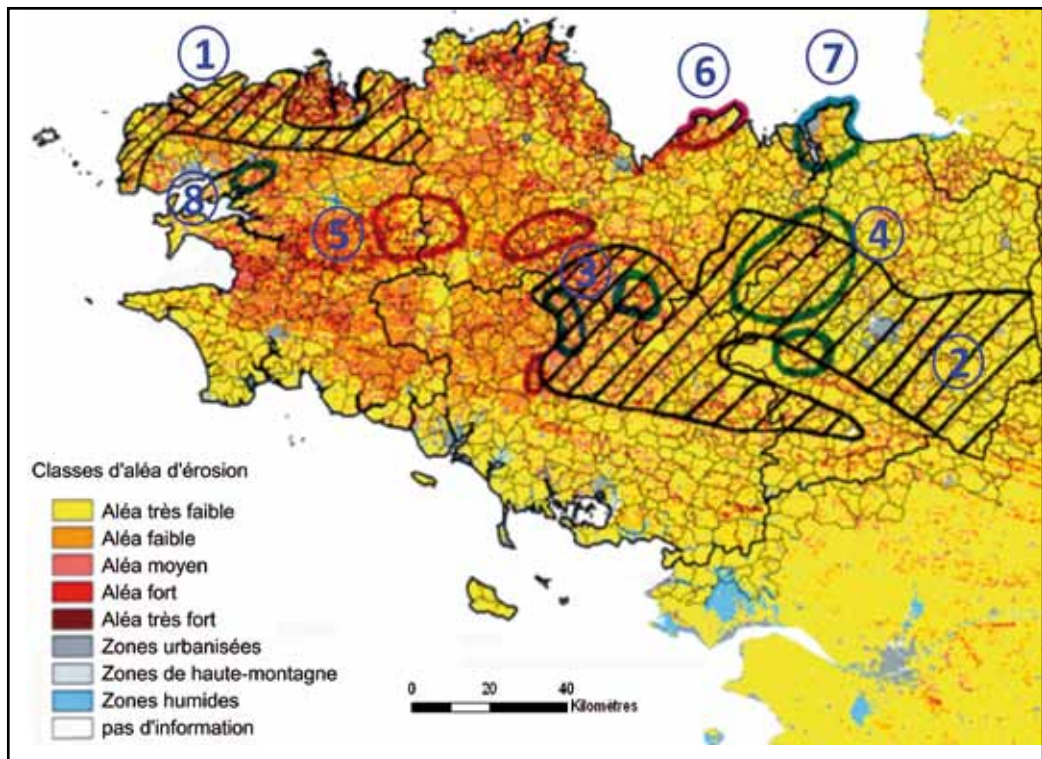 1
6
7
8
5
3
4
2
Classes d'aléa d'érosion
Aléa très faible
Aléa faible
Aléa moyen
Aléa fort
Aléa très fort
Zones urbanisées
Zones de haute-montagne
Zones humides
pas d'information
0 20 40
Kilométres